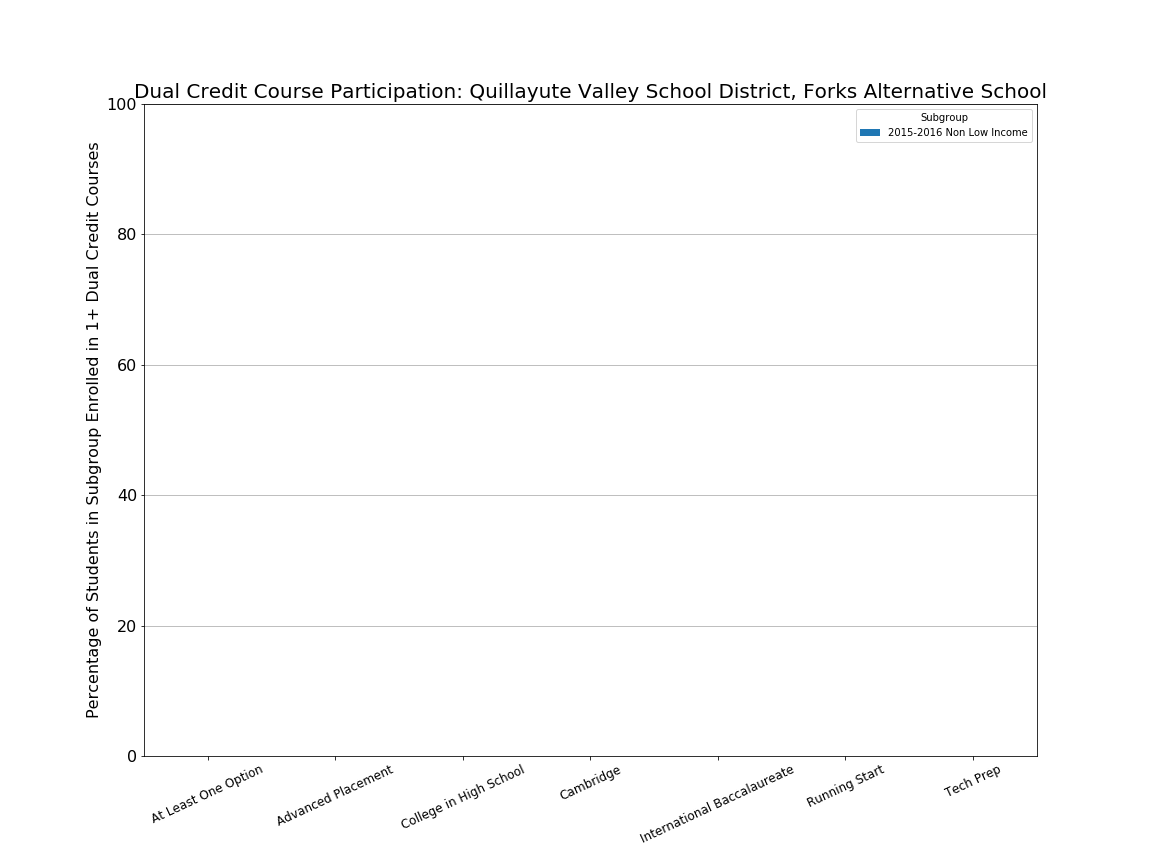 Dual Credit Course Participation: Quillayute Valley School District, Forks Alternative School
Subgroup
2015-2016 Non Low Income
Percentage of Students in Subgroup Enrolled in 1+ Dual Credit Courses
100
80
60
40
20
0
At Least One Option
Advanced Placement
College in High School
Cambridge
International Baccalaureate
Running Start
Tech Prep